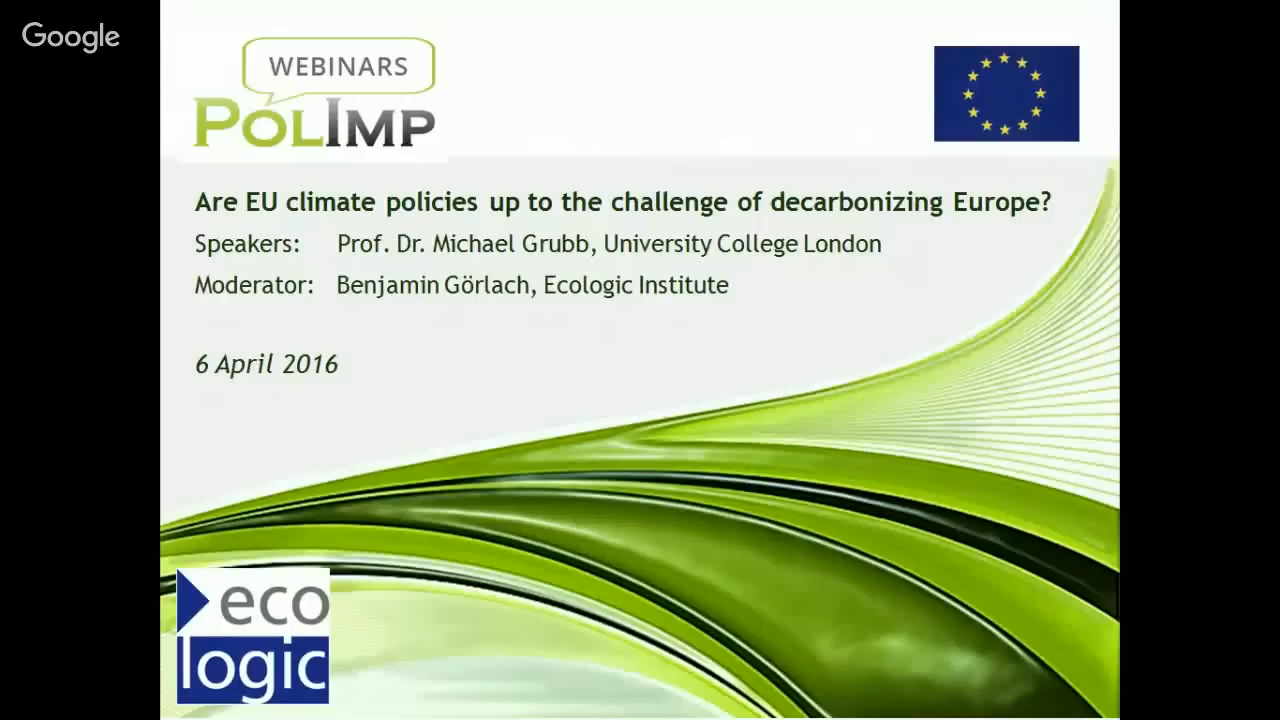 Google
WEBINARS
POLIMP
Are EU climate policies up to the challenge of decarbonizing Europe?
Speakers: Prof. Dr. Michael Grubb, University College London
Moderator: Benjamin Görlach, Ecologic Institute
6 April 2016
eco
logic